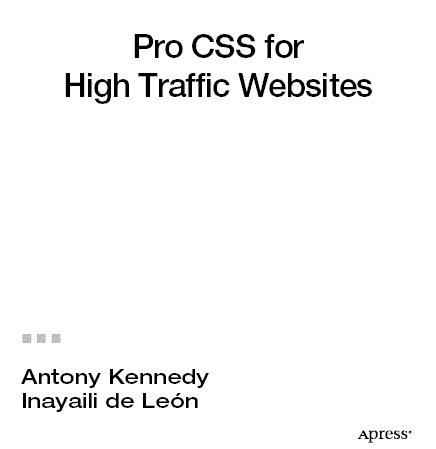 Pro CSS for
High Traffic Websites
Antony Kennedy
Inayaili de León
Apress®